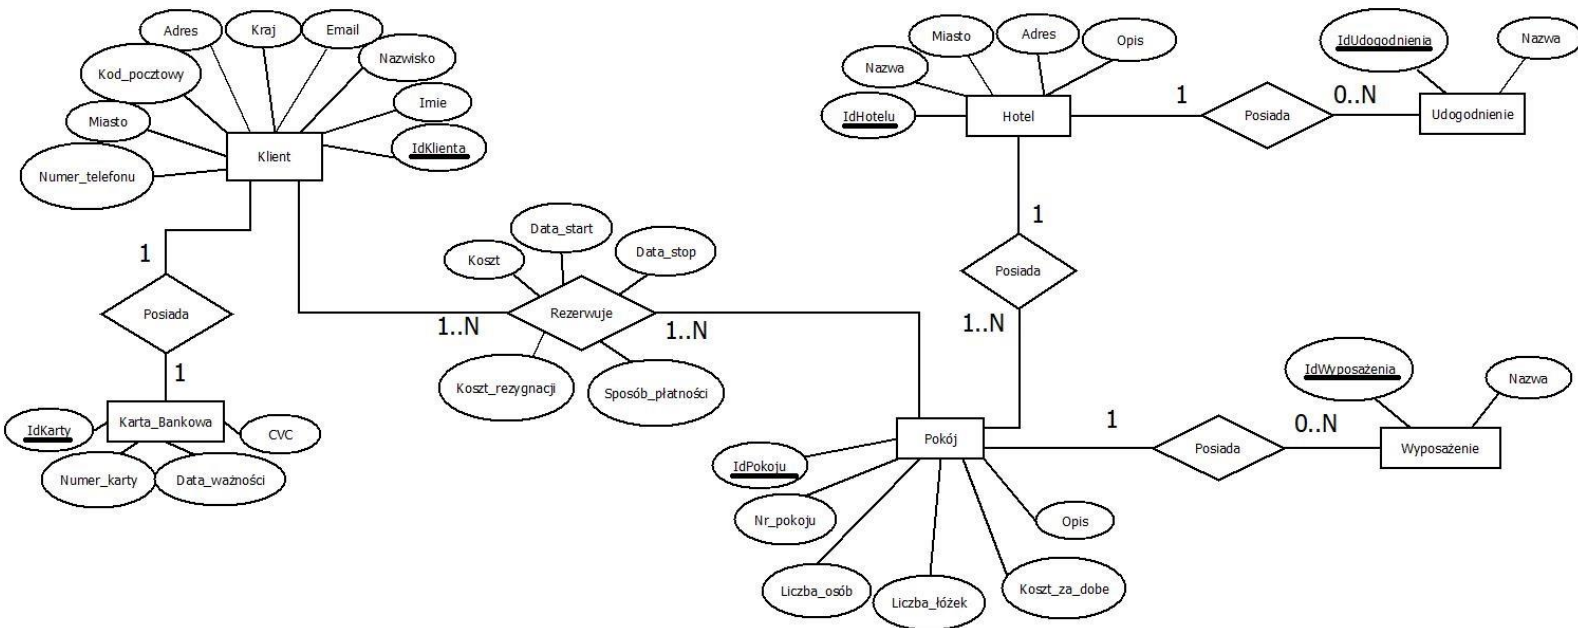 Adres
Kraj
Email
Nazwisko
Kod_pocztowy
Imie
Miasto
IdKlienta
Klient
Numer_telefonu
1
Posiada
1
IdKarty
Karta_Bankowa
CVC
Numer_karty
Data_ważności
Data_start
Data_stop
Koszt
Rezerwuje
1..N
1..N
Koszt_rezygnacji
Sposób_płatności
Miasto
Adres
Opis
Nazwa
IdHotelu
Hotel
1
Posiada
0..N
IdUdogodnienia
Nazwa
Udogodnienie
1
Posiada
1..N
Pokój
IdPokoju
Nr_pokoju
Liczba_osób
Liczba_łóżek
Koszt_za_dobe
Opis
1
Posiada
0..N
IdWyposażenia
Nazwa
Wyposażenie